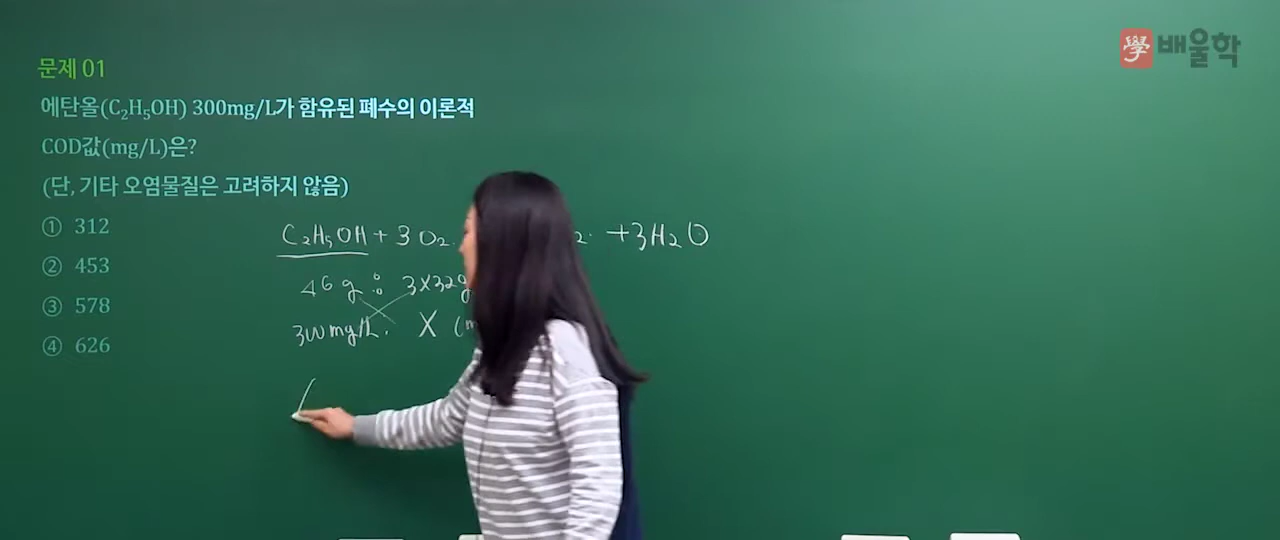 學배울학
문제 01
에탄올(C₂H₅OH) 300mg/L가 함유된 폐수의 이론적
COD값(mg/L)은?
(단, 기타 오염물질은 고려하지 않음)
① 312
② 453
③ 578
④ 626
C₂H₅OH + 3O₂ ₂. +3H₂O
46g : 3×32g
300mg/L. X (m